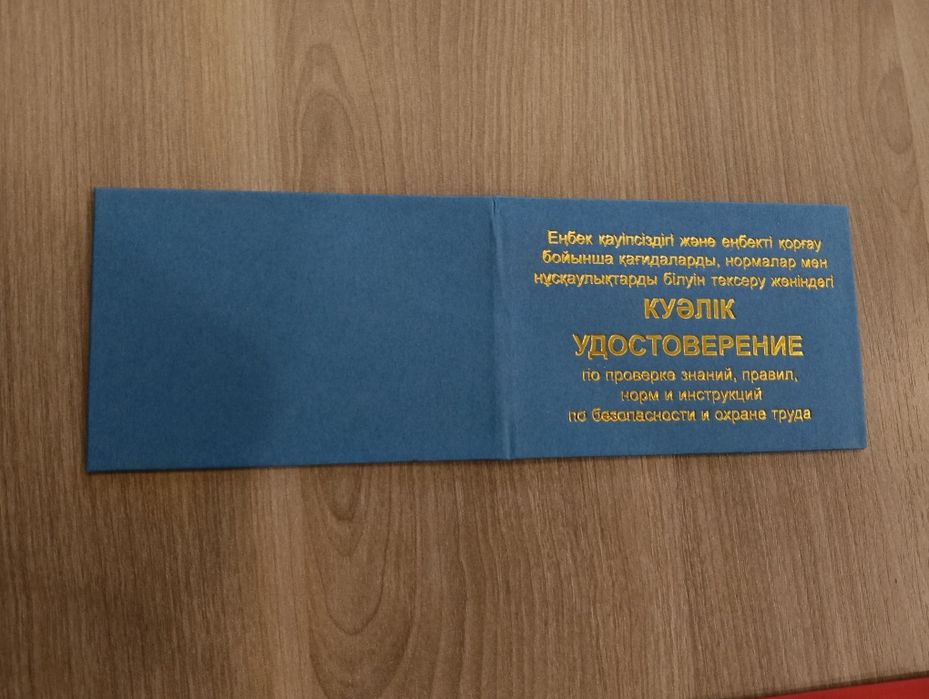 Еңбек қауіпсіздігі және еңбекті қорғау
бойынша қағидаларды, нормалар мен
нұсқаулықтарды білуін тексеру жөніндегі
КУӘЛІК
УДОСТОВЕРЕНИЕ
по проверке знаний, правил,
норм и инструкций
по безопасности и охране труда